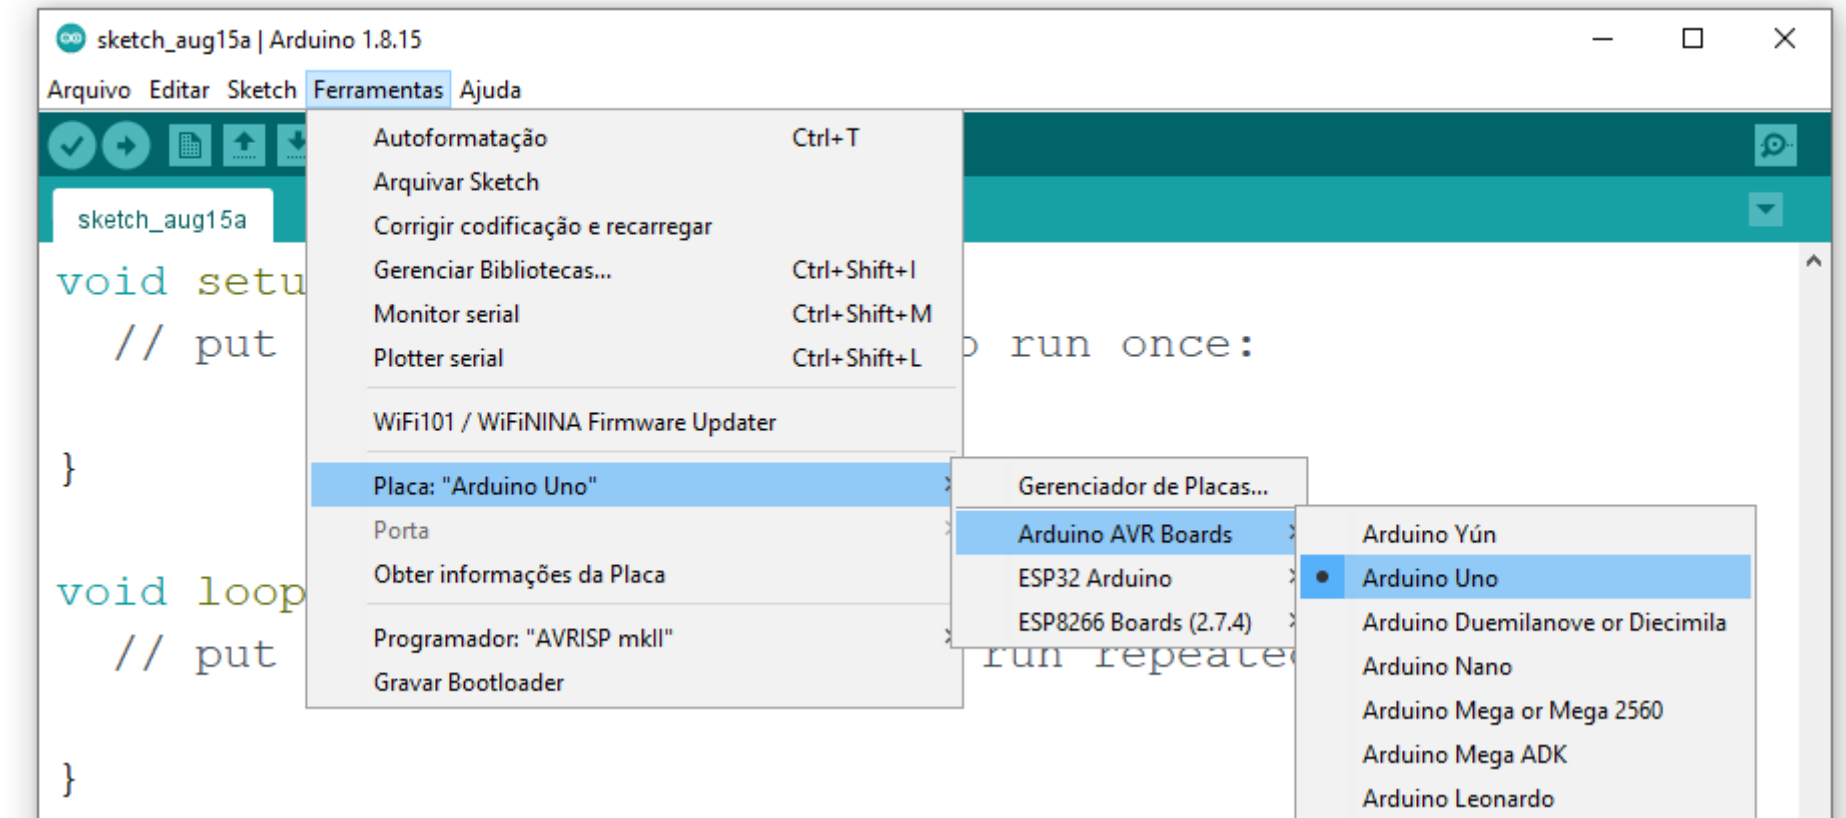 sketch_aug15a | Arduino 1.8.15
Arquivo Editar Sketch Ferramentas Ajuda
sketch_aug15a
Autoformatação Ctrl+T
Arquivar Sketch
Corrigir codificação e recarregar
Gerenciar Bibliotecas... Ctrl+Shift+I
Monitor serial Ctrl+Shift+M
Plotter serial Ctrl+Shift+L
WiFi101 / WiFiNINA Firmware Updater
Placa: "Arduino Uno"
Porta
Obter informações da Placa
Programador: "AVRISP mkII"
Gravar Bootloader
Gerenciador de Placas...
Arduino AVR Boards
ESP32 Arduino
ESP8266 Boards (2.7.4)
Arduino Yún
Arduino Uno
Arduino Duemilanove or Diecimila
Arduino Nano
Arduino Mega or Mega 2560
Arduino Mega ADK
Arduino Leonardo
void setu
// put run once:
}
void loop
// put run repeated
}